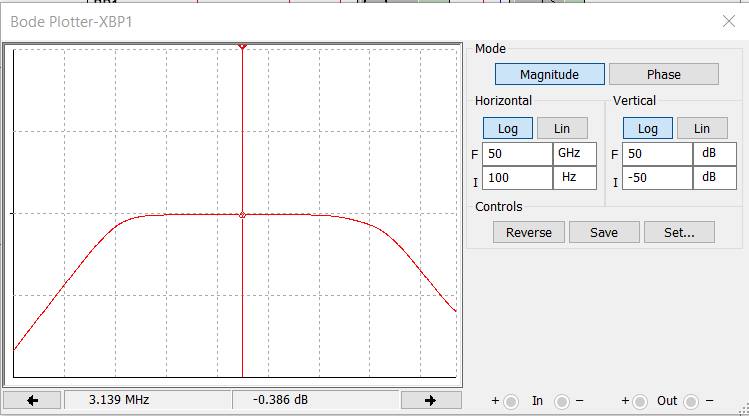 Bode Plotter-XBP1
Mode
Magnitude Phase
Horizontal Vertical
Log Lin Log Lin
F 50 GHz F 50 dB
I 100 Hz I -50 dB
Controls
Reverse Save Set...
3.139 MHz -0.386 dB
+ In − + Out −